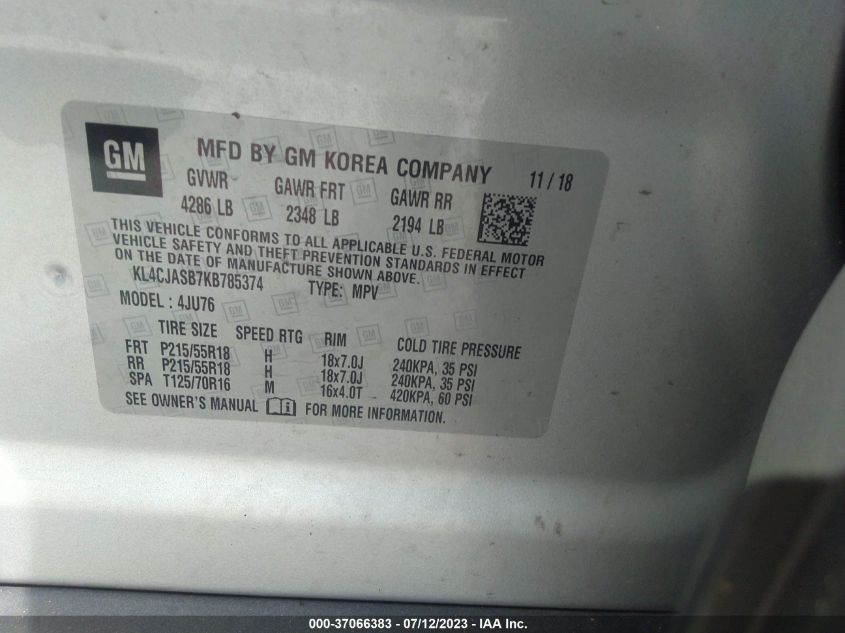 GM
MFD BY GM KOREA COMPANY 11 / 18
GVWR GAWR FRT GAWR RR
4286 LB 2348 LB 2194 LB
THIS VEHICLE CONFORMS TO ALL APPLICABLE U.S. FEDERAL MOTOR
VEHICLE SAFETY AND THEFT PREVENTION STANDARDS IN EFFECT
ON THE DATE OF MANUFACTURE SHOWN ABOVE.
KL4CJASB7KB785374 TYPE: MPV
MODEL : 4JU76
TIRE SIZE SPEED RTG RIM COLD TIRE PRESSURE
FRT P215/55R18 H 18x7.0J 240KPA, 35 PSI
RR P215/55R18 H 18x7.0J 240KPA, 35 PSI
SPA T125/70R16 M 16x4.0T 420KPA, 60 PSI
SEE OWNER'S MANUAL FOR MORE INFORMATION.
000-37066383 - 07/12/2023 - IAA Inc.